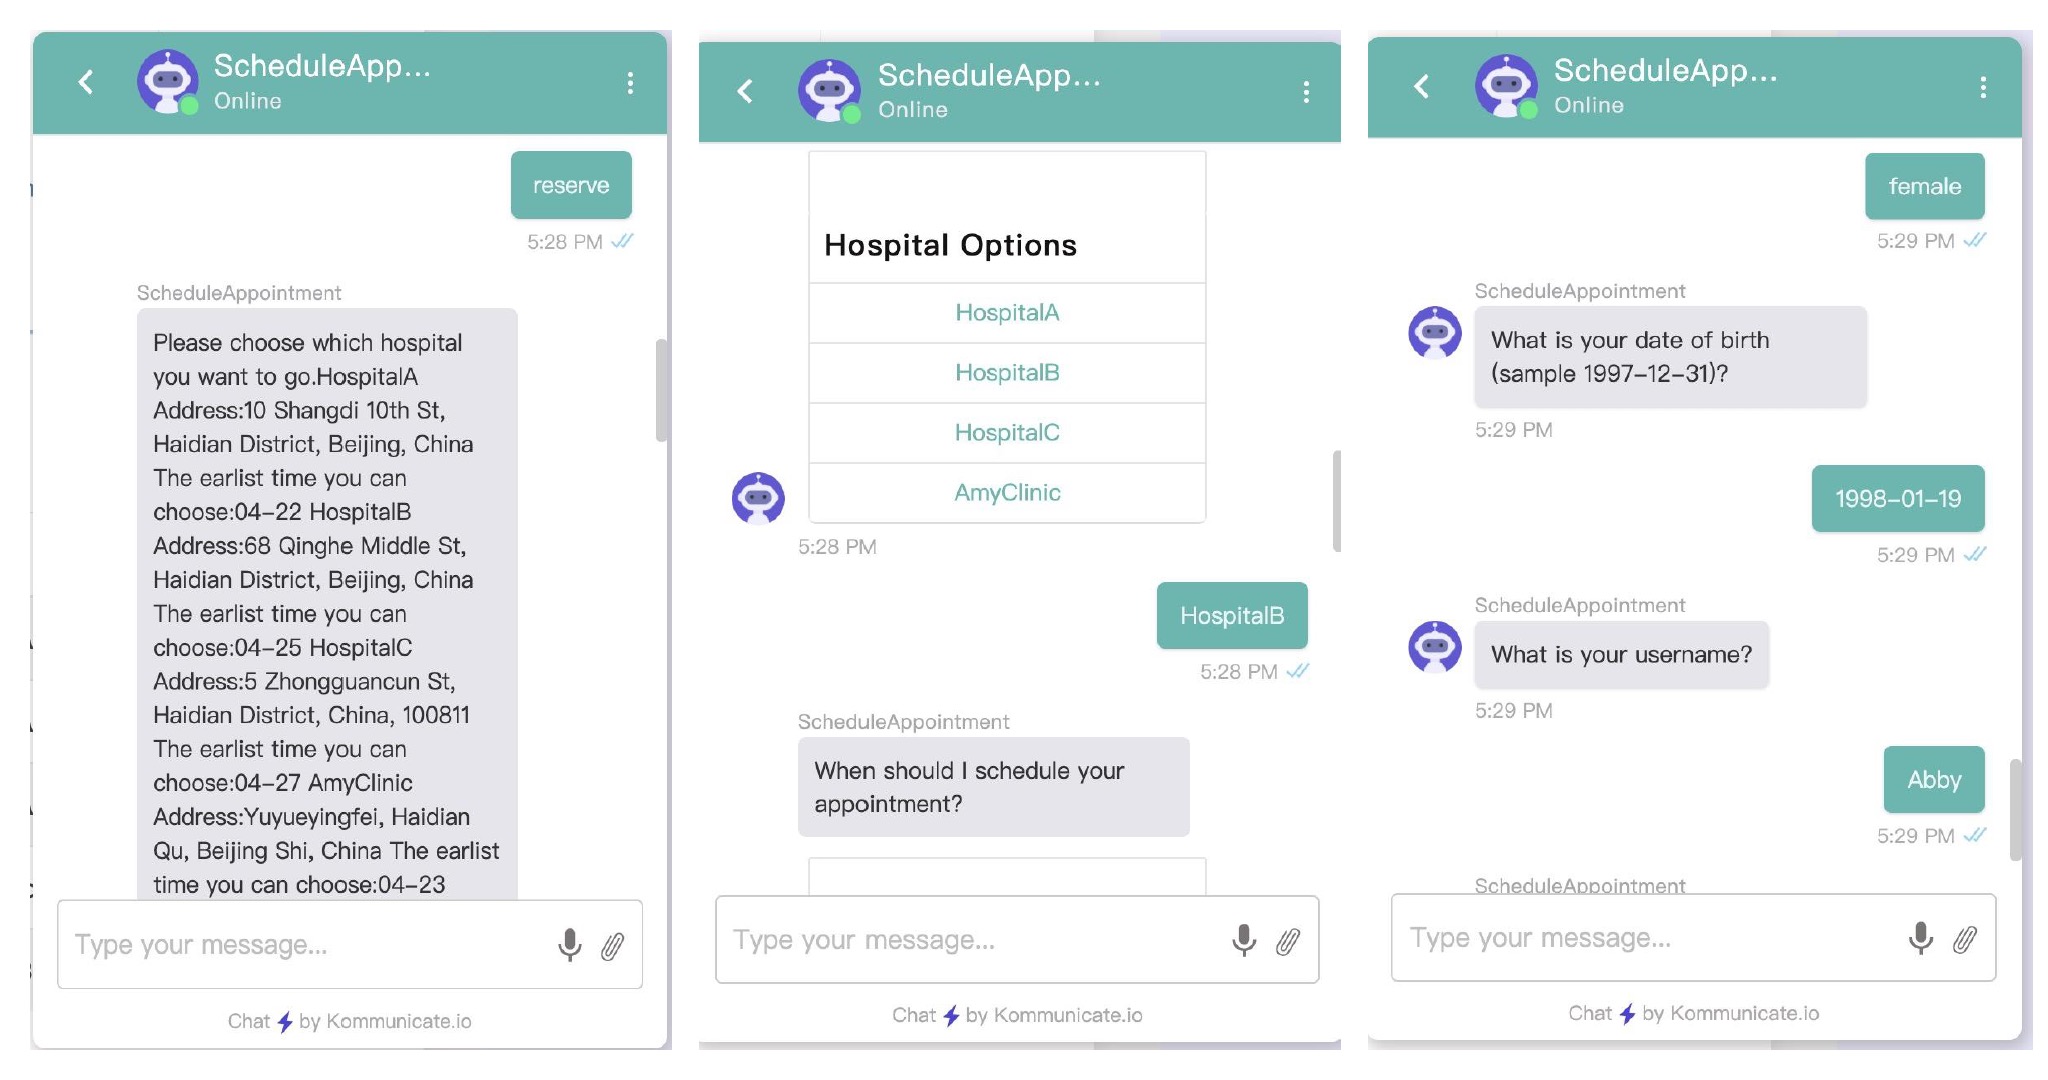 ScheduleApp...
Online
reserve
5:28 PM
ScheduleAppointment
Please choose which hospital
you want to go.HospitalA
Address:10 Shangdi 10th St,
Haidian District, Beijing, China
The earlist time you can
choose:04-22 HospitalB
Address:68 Qinghe Middle St,
Haidian District, Beijing, China
The earlist time you can
choose:04-25 HospitalC
Address:5 Zhongguancun St,
Haidian District, China, 100811
The earlist time you can
choose:04-27 AmyClinic
Address:Yuyueyingfei, Haidian
Qu, Beijing Shi, China The earlist
time you can choose:04-23
Type your message...
Chat by Kommunicate.io
ScheduleApp...
Online
Hospital Options
HospitalA
HospitalB
HospitalC
AmyClinic
5:28 PM
HospitalB
5:28 PM
ScheduleAppointment
When should I schedule your
appointment?
Type your message...
Chat by Kommunicate.io
ScheduleApp...
Online
female
5:29 PM
ScheduleAppointment
What is your date of birth
(sample 1997-12-31)?
5:29 PM
1998-01-19
5:29 PM
ScheduleAppointment
What is your username?
5:29 PM
Abby
5:29 PM
ScheduleAppointment
Type your message...
Chat by Kommunicate.io